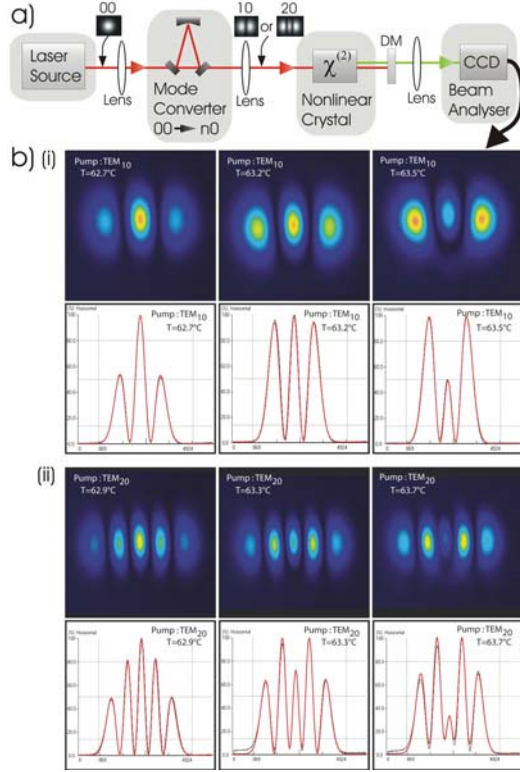 a)
00
10
or
20
Laser
Source
Lens
Mode
Converter
00 → n0
Lens
χ(2)
Nonlinear
Crystal
DM
Lens
CCD
Beam
Analyser
b) (i)
Pump : TEM10
T=62.7°C
Pump : TEM10
T=63.2°C
Pump : TEM10
T=63.5°C
Pump : TEM10
T=62.7°C
Pump : TEM10
T=63.2°C
Pump : TEM10
T=63.5°C
(ii)
Pump : TEM20
T=62.9°C
Pump : TEM20
T=63.3°C
Pump : TEM20
T=63.7°C
Pump : TEM20
T=62.9°C
Pump : TEM20
T=63.3°C
Pump : TEM20
T=63.7°C